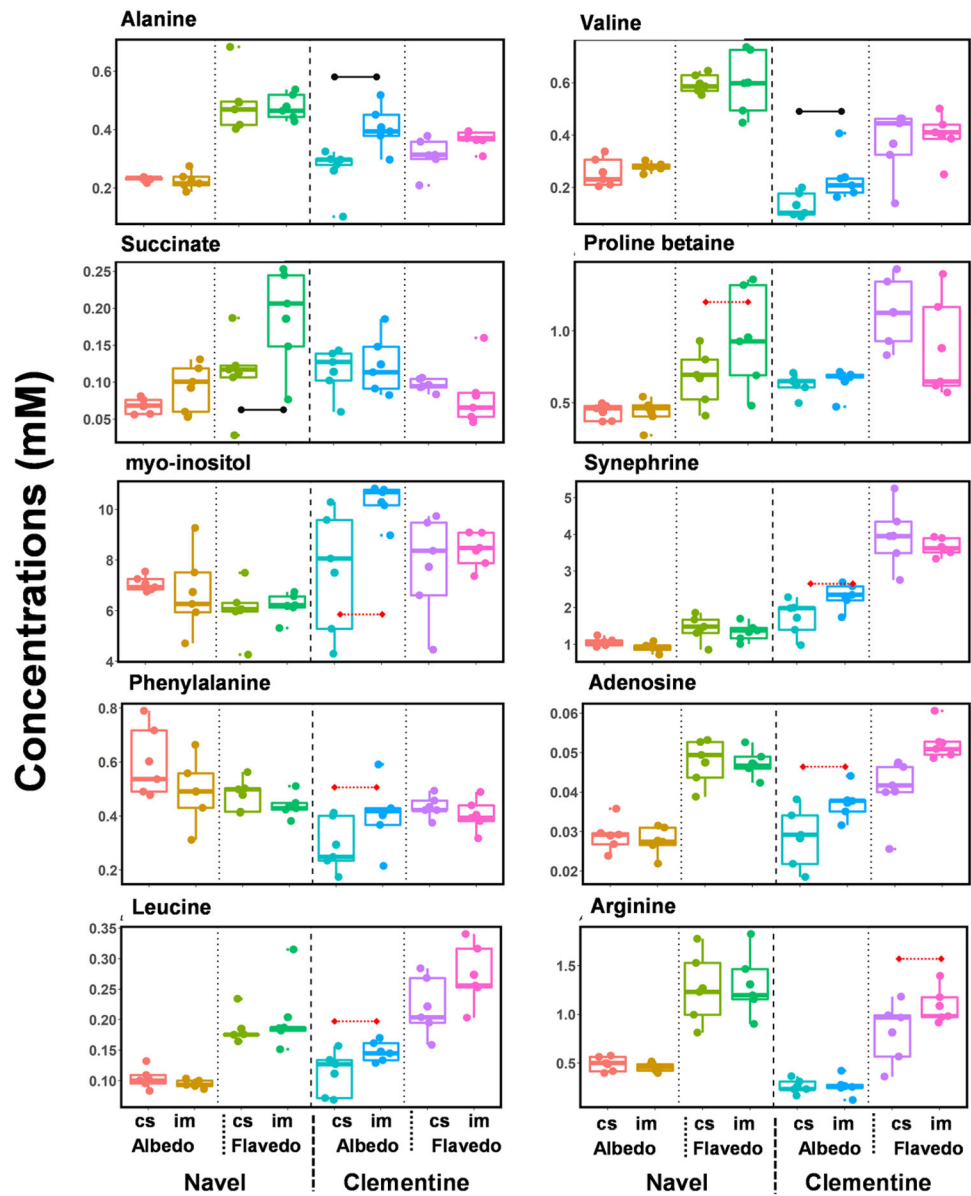 Concentrations (mM)
Alanine
0.6
0.4
0.2
Valine
0.6
0.4
0.2
Succinate
0.25
0.20
0.15
0.10
0.05
Proline betaine
1.0
0.5
myo-inositol
10
8
6
4
Synephrine
5
4
3
2
1
Phenylalanine
0.8
0.6
0.4
0.2
Adenosine
0.06
0.05
0.04
0.03
0.02
Leucine
0.35
0.30
0.25
0.20
0.15
0.10
Arginine
1.5
1.0
0.5
cs im cs im cs im cs im
Albedo Flavedo Albedo Flavedo
Navel Clementine
cs im cs im cs im cs im
Albedo Flavedo Albedo Flavedo
Navel Clementine